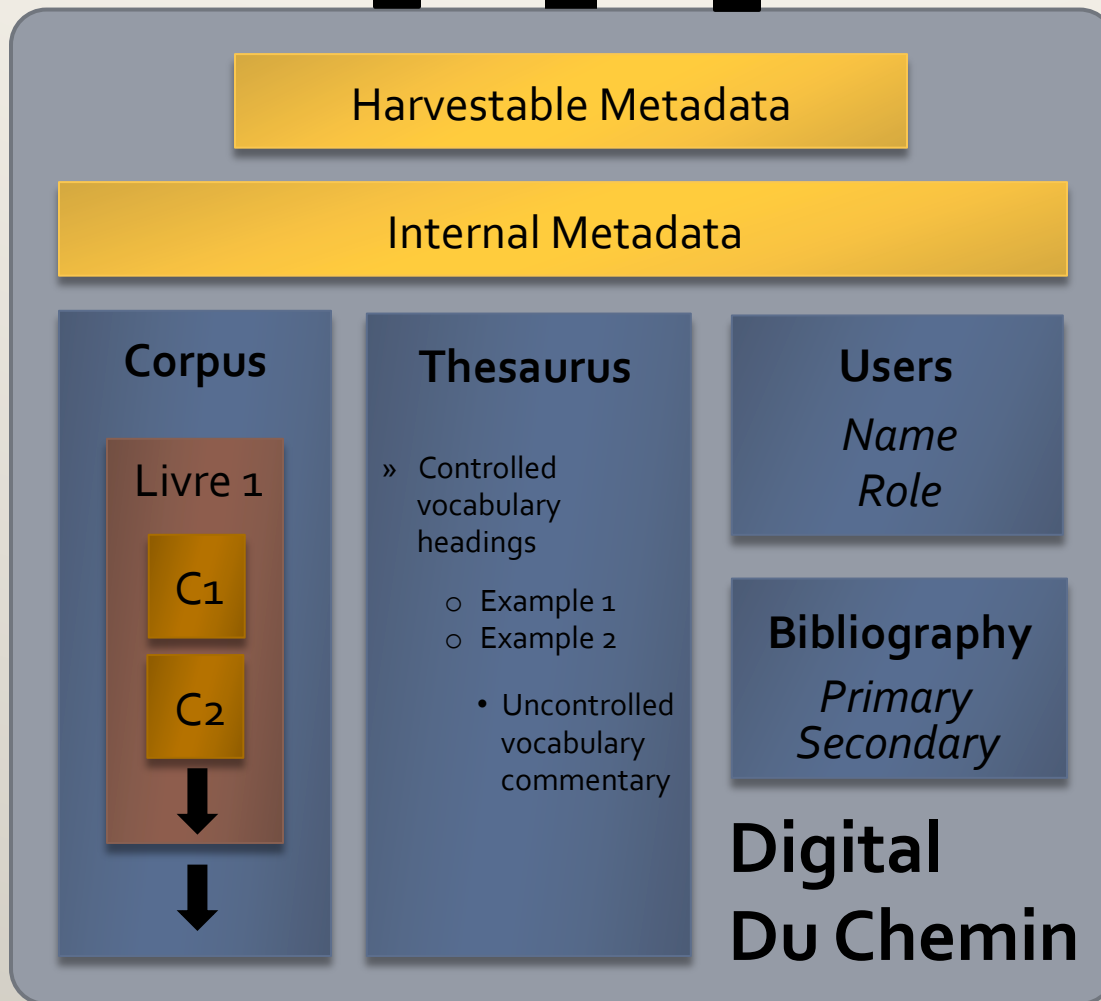 Harvestable Metadata
Internal Metadata
Corpus
Livre 1
C1
C2
Thesaurus
» Controlled
vocabulary
headings
o Example 1
o Example 2
• Uncontrolled
vocabulary
commentary
Users
Name
Role
Bibliography
Primary
Secondary
Digital
Du Chemin